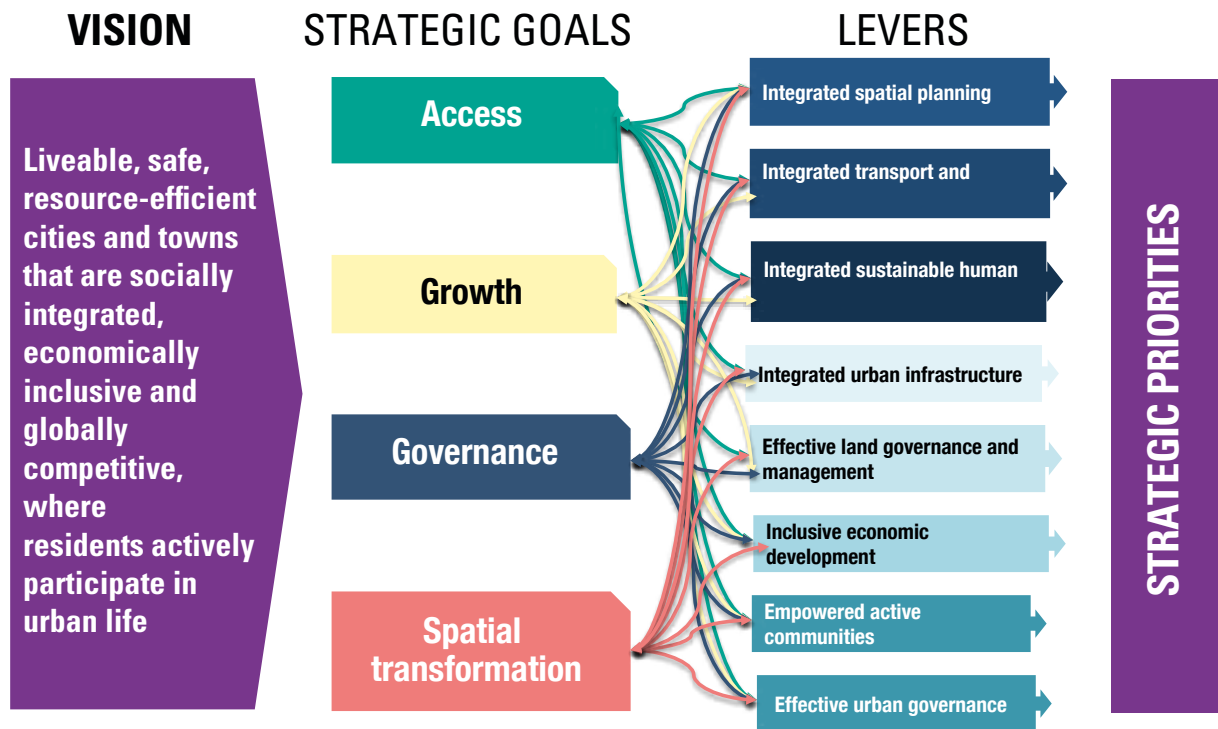 VISION
STRATEGIC GOALS
LEVERS
Liveable, safe,
resource-efficient
cities and towns
that are socially
integrated,
economically
inclusive and
globally
competitive,
where
residents actively
participate in
urban life
Access
Growth
Governance
Spatial
transformation
Integrated spatial planning
Integrated transport and
Integrated sustainable human
Integrated urban infrastructure
Effective land governance and
management
Inclusive economic
development
Empowered active
communities
Effective urban governance
STRATEGIC PRIORITIES